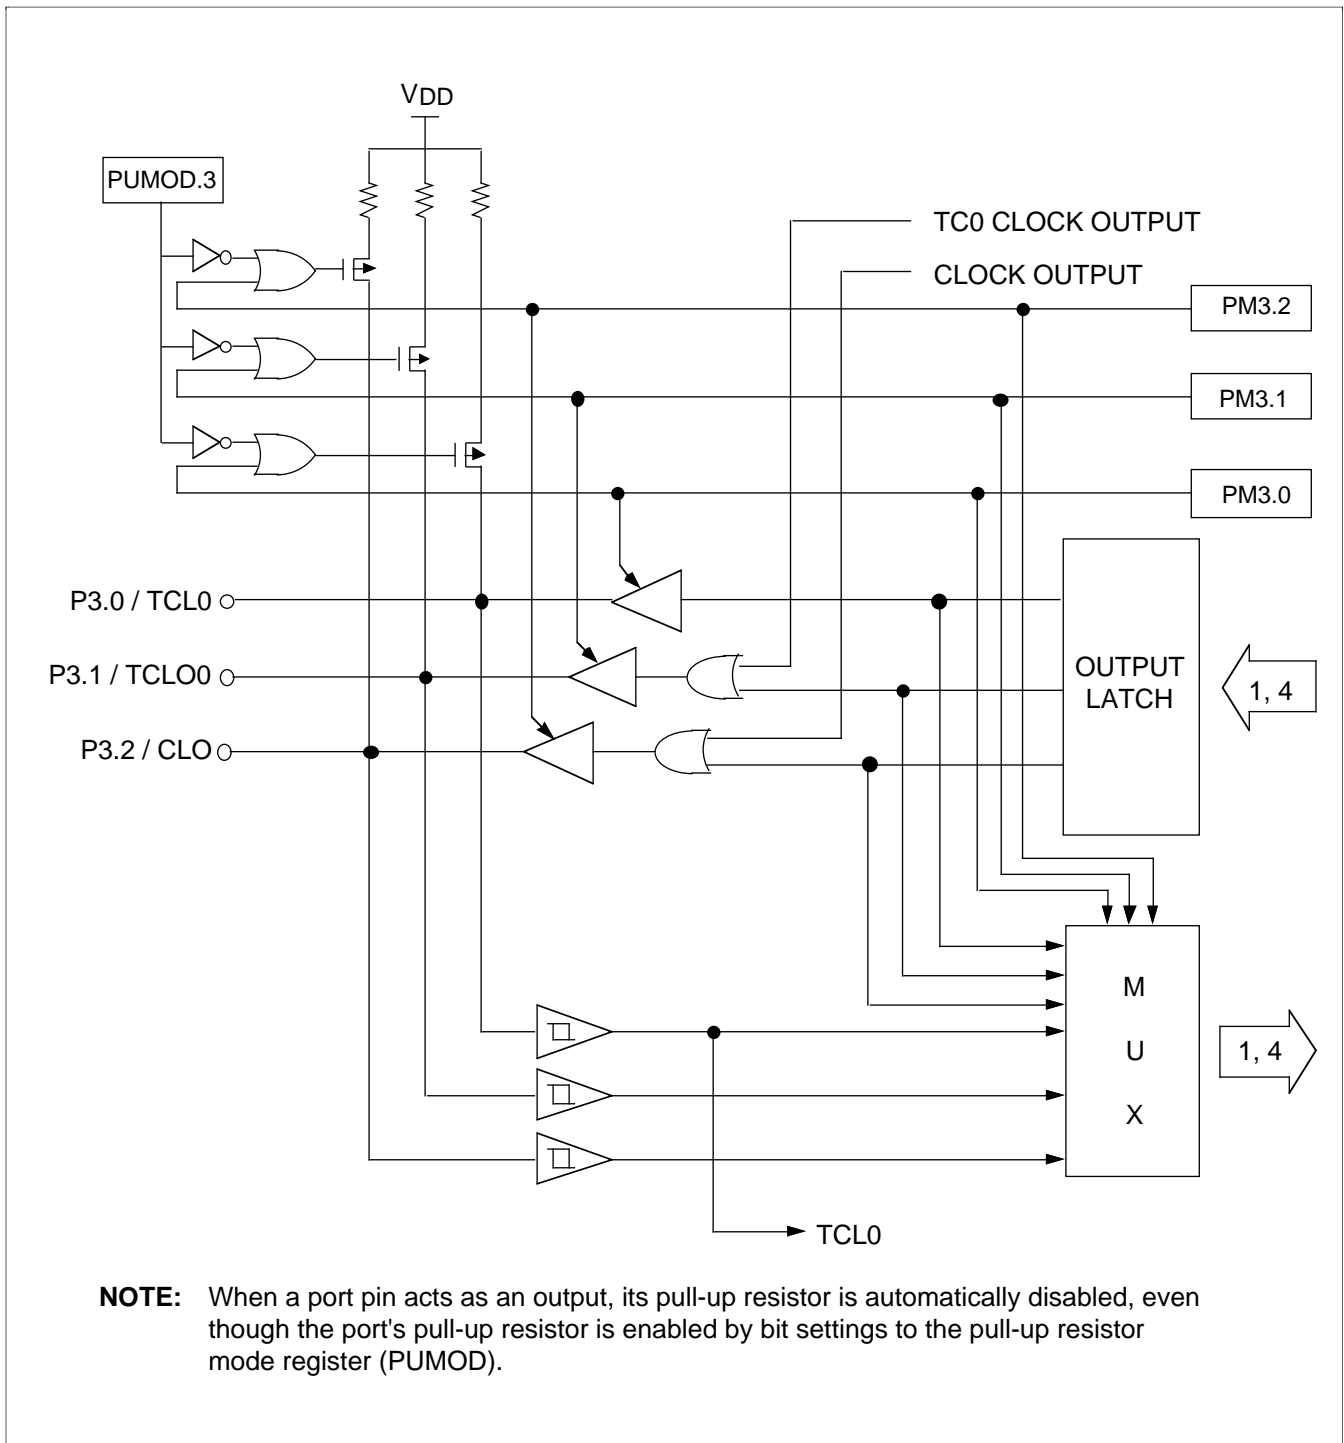 VDD
PUMOD.3
TC0 CLOCK OUTPUT
CLOCK OUTPUT
PM3.2
PM3.1
PM3.0
P3.0 / TCL0
P3.1 / TCLO0
P3.2 / CLO
OUTPUT
LATCH
1, 4
M
U
X
1, 4
TCL0
NOTE: When a port pin acts as an output, its pull-up resistor is automatically disabled, even
though the port's pull-up resistor is enabled by bit settings to the pull-up resistor
mode register (PUMOD).